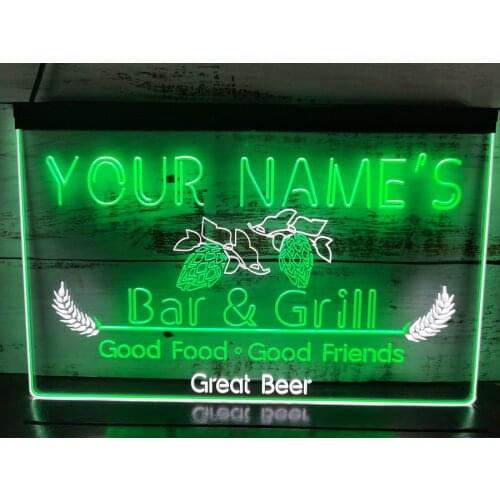 YOUR NAME'S
Bar & Grill
Good Food • Good Friends
Great Beer